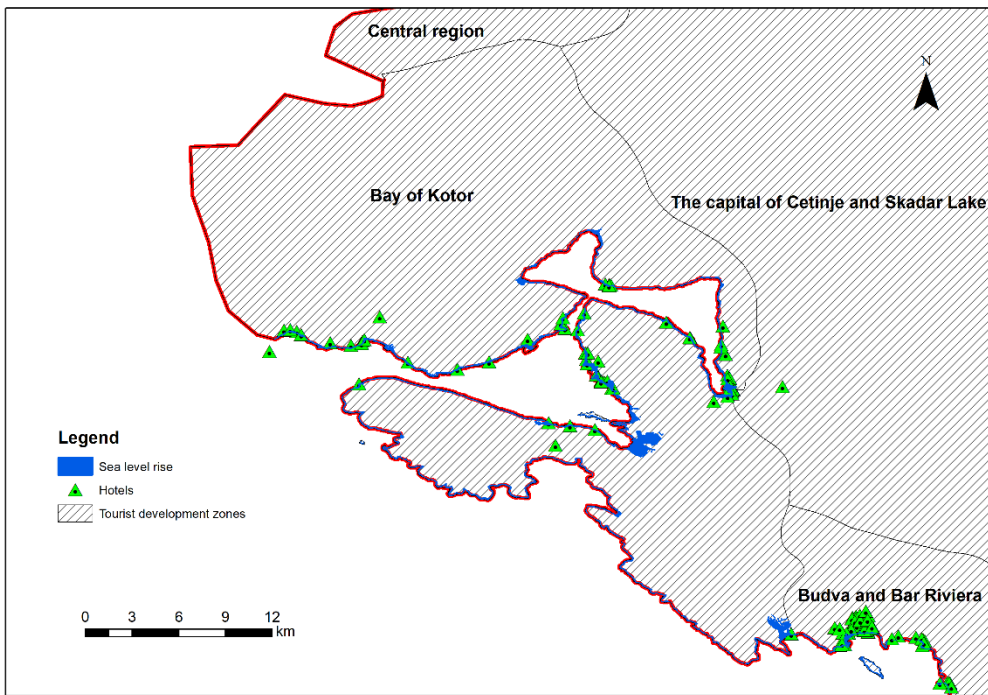 Central region
N
Bay of Kotor
The capital of Cetinje and Skadar Lake
Legend
Sea level rise
Hotels
Tourist development zones
Budva and Bar Riviera
0 3 6 9 12
km